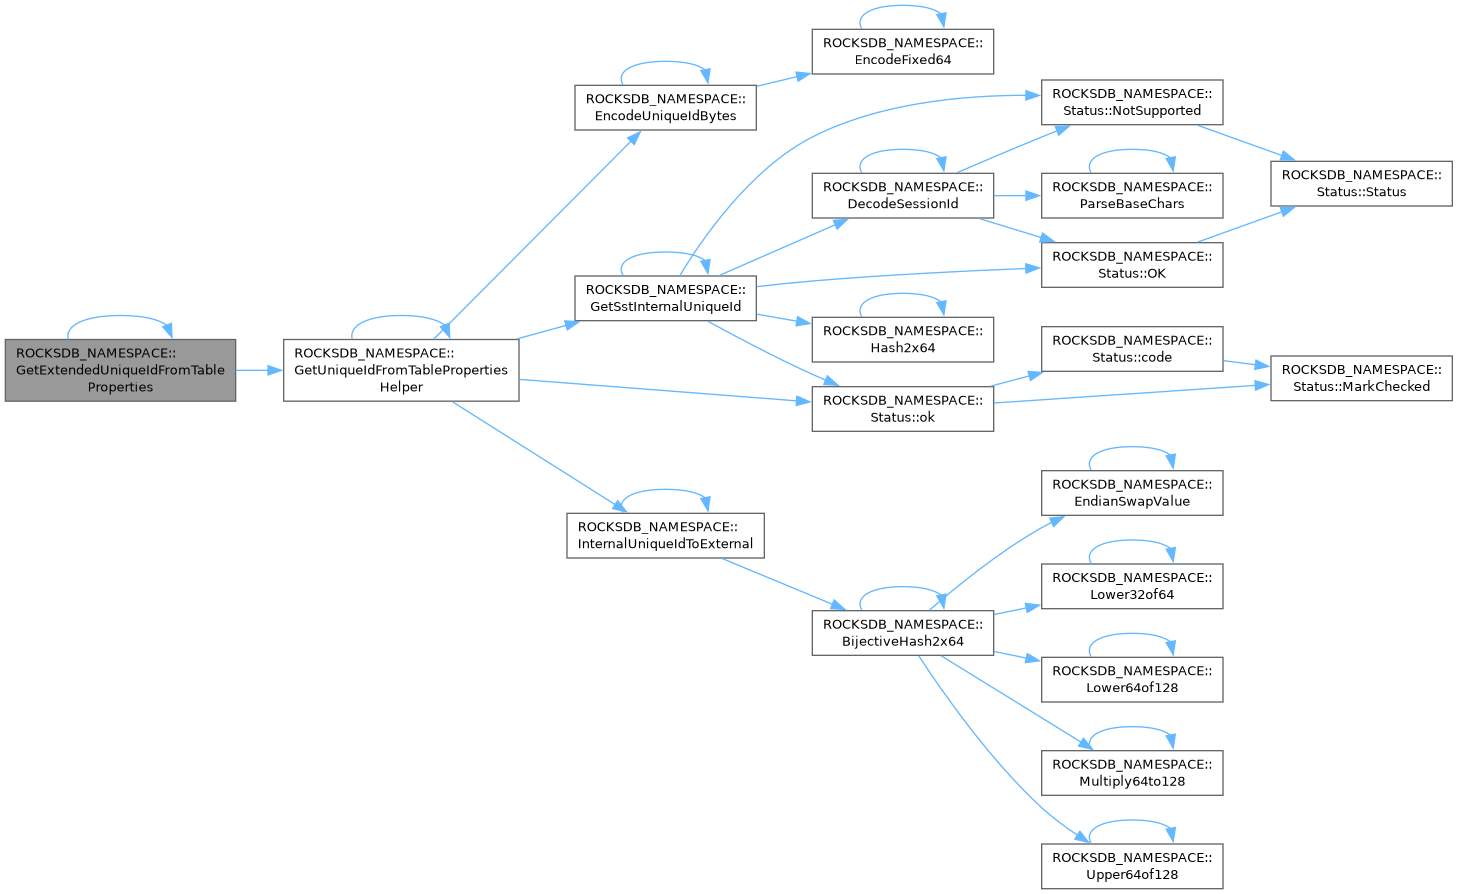 ROCKSDB_NAMESPACE::
GetExtendedUniqueIdFromTable
Properties
ROCKSDB_NAMESPACE::
GetUniqueIdFromTableProperties
Helper
ROCKSDB_NAMESPACE::
EncodeUniqueIdBytes
ROCKSDB_NAMESPACE::
EncodeFixed64
ROCKSDB_NAMESPACE::
GetSstInternalUniqueId
ROCKSDB_NAMESPACE::
Status::NotSupported
ROCKSDB_NAMESPACE::
DecodeSessionId
ROCKSDB_NAMESPACE::
ParseBaseChars
ROCKSDB_NAMESPACE::
Status::Status
ROCKSDB_NAMESPACE::
Status::OK
ROCKSDB_NAMESPACE::
Hash2x64
ROCKSDB_NAMESPACE::
Status::ok
ROCKSDB_NAMESPACE::
Status::code
ROCKSDB_NAMESPACE::
Status::MarkChecked
ROCKSDB_NAMESPACE::
InternalUniqueIdToExternal
ROCKSDB_NAMESPACE::
BijectiveHash2x64
ROCKSDB_NAMESPACE::
EndianSwapValue
ROCKSDB_NAMESPACE::
Lower32of64
ROCKSDB_NAMESPACE::
Lower64of128
ROCKSDB_NAMESPACE::
Multiply64to128
ROCKSDB_NAMESPACE::
Upper64of128